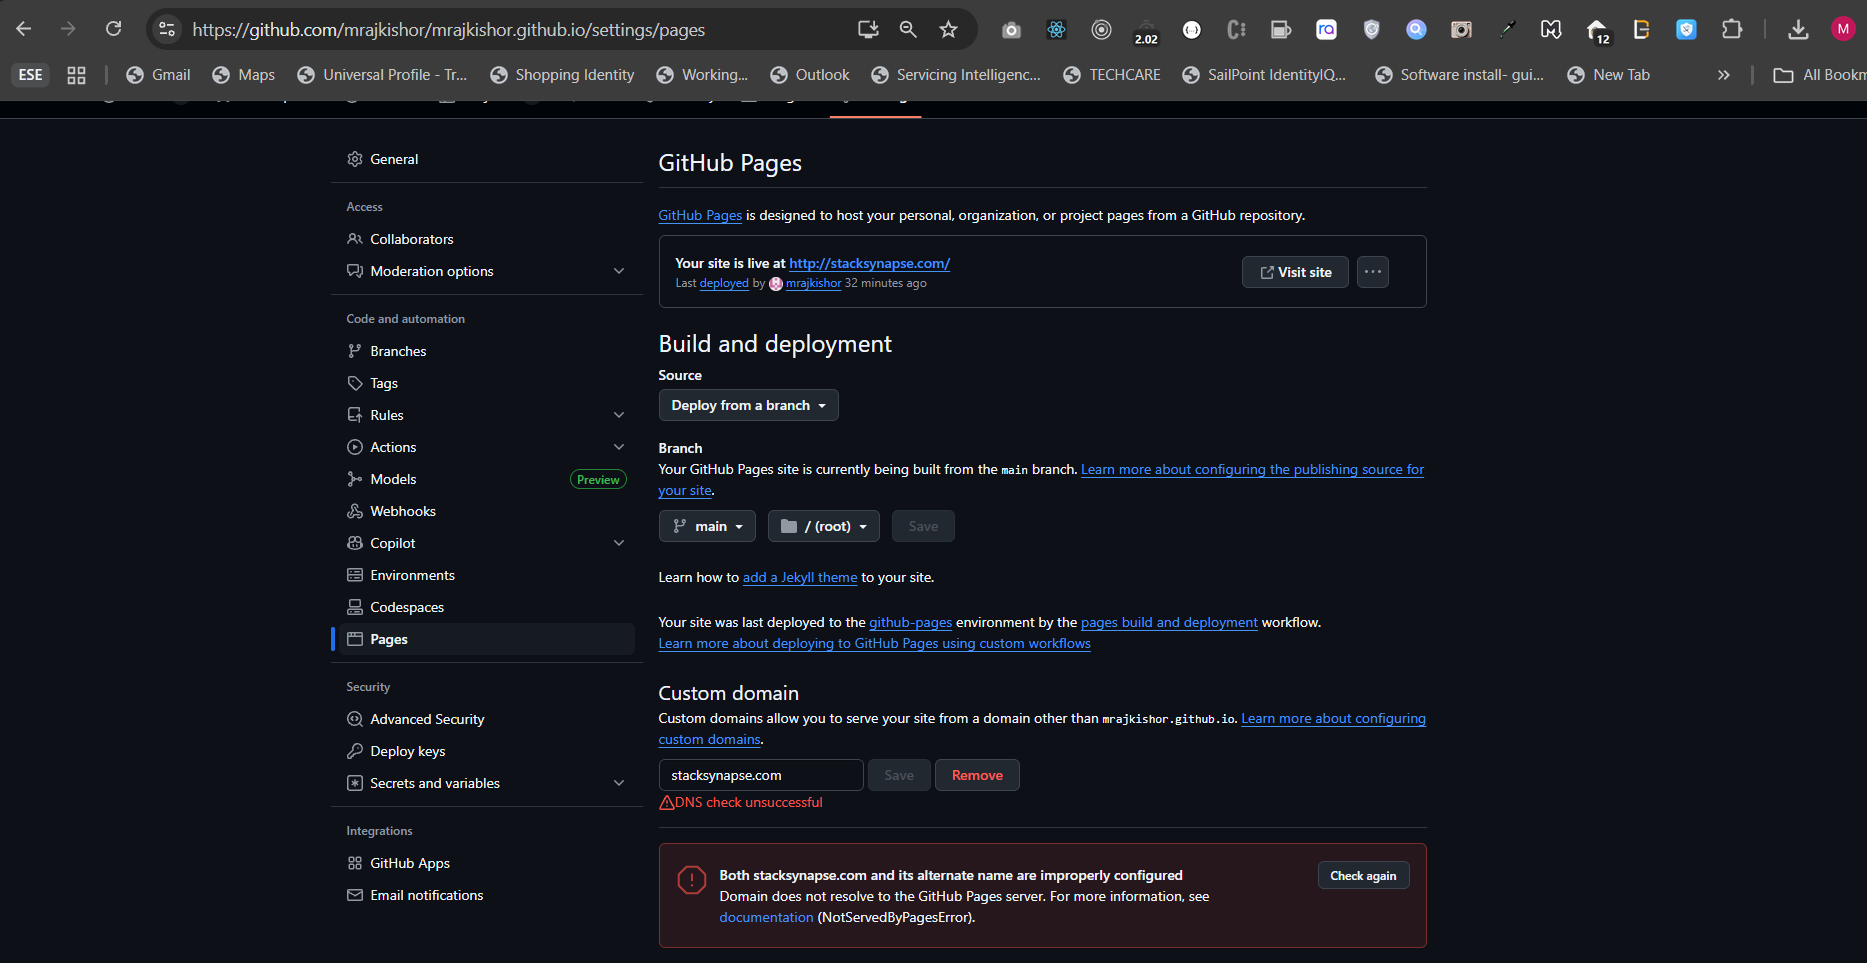 https://github.com/mrajkishor/mrajkishor.github.io/settings/pages
2.02
12
M
ESE
Gmail
Maps
Universal Profile - Tr...
Shopping Identity
Working...
Outlook
Servicing Intelligenc...
TECHCARE
SailPoint IdentityIQ...
Software install- gui...
New Tab
All Bookm
General
Access
Collaborators
Moderation options
Code and automation
Branches
Tags
Rules
Actions
Models
Preview
Webhooks
Copilot
Environments
Codespaces
Pages
Security
Advanced Security
Deploy keys
Secrets and variables
Integrations
GitHub Apps
Email notifications
GitHub Pages
GitHub Pages is designed to host your personal, organization, or project pages from a GitHub repository.
Your site is live at http://stacksynapse.com/
Last deployed by mrajkishor 32 minutes ago
Visit site
Build and deployment
Source
Deploy from a branch
Branch
Your GitHub Pages site is currently being built from the main branch. Learn more about configuring the publishing source for
your site.
main
/ (root)
Save
Learn how to add a Jekyll theme to your site.
Your site was last deployed to the github-pages environment by the pages build and deployment workflow.
Learn more about deploying to GitHub Pages using custom workflows
Custom domain
Custom domains allow you to serve your site from a domain other than mrajkishor.github.io. Learn more about configuring
custom domains.
stacksynapse.com
Save
Remove
DNS check unsuccessful
Both stacksynapse.com and its alternate name are improperly configured
Check again
Domain does not resolve to the GitHub Pages server. For more information, see
documentation (NotServedByPagesError).